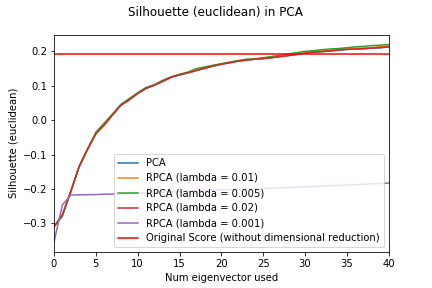 Silhouette (euclidean) in PCA
Silhouette (euclidean)
0.2
0.1
0.0
−0.1
−0.2
−0.3
PCA
RPCA (lambda = 0.01)
RPCA (lambda = 0.005)
RPCA (lambda = 0.02)
RPCA (lambda = 0.001)
Original Score (without dimensional reduction)
0 5 10 15 20 25 30 35 40
Num eigenvector used